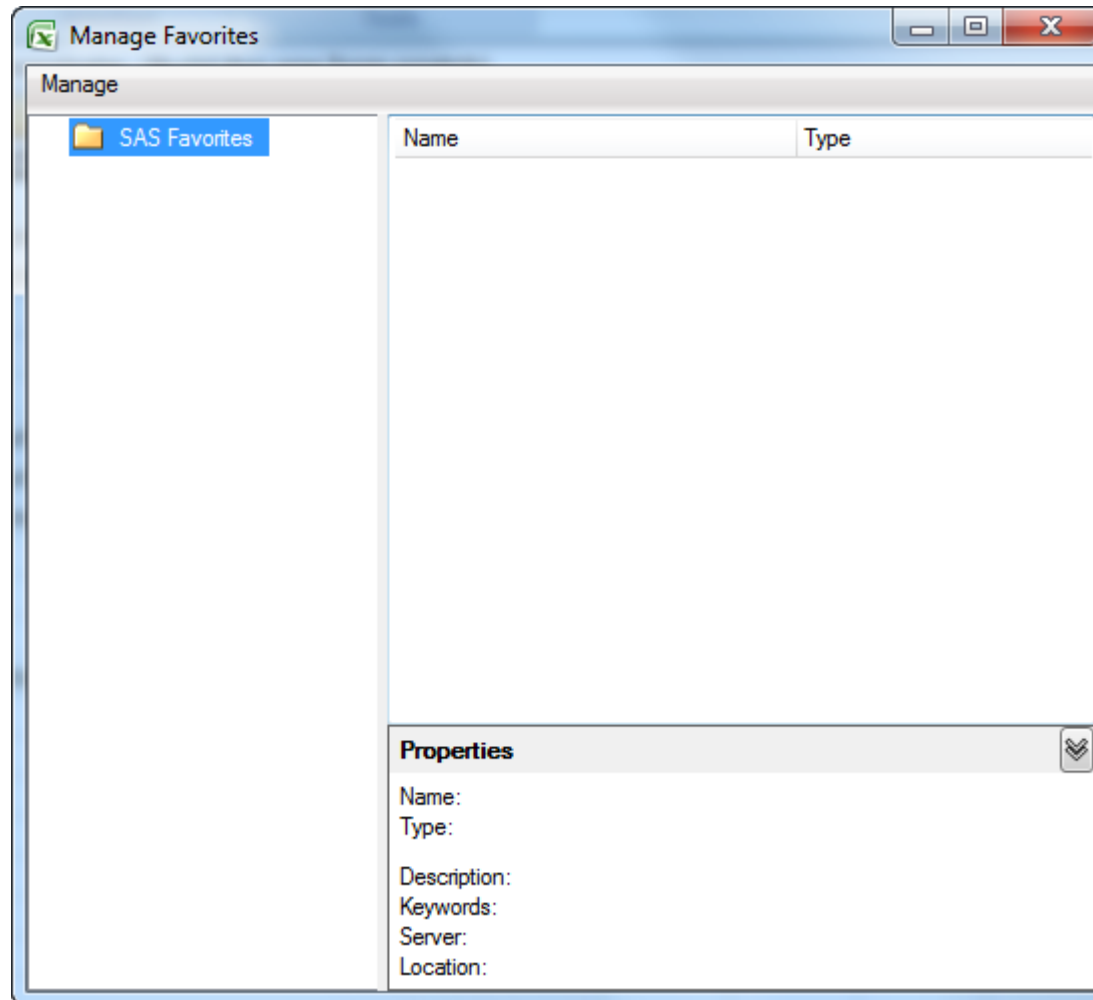 Manage Favorites
Manage
SAS Favorites
Name Type
Properties
Name:
Type:
Description:
Keywords:
Server:
Location: